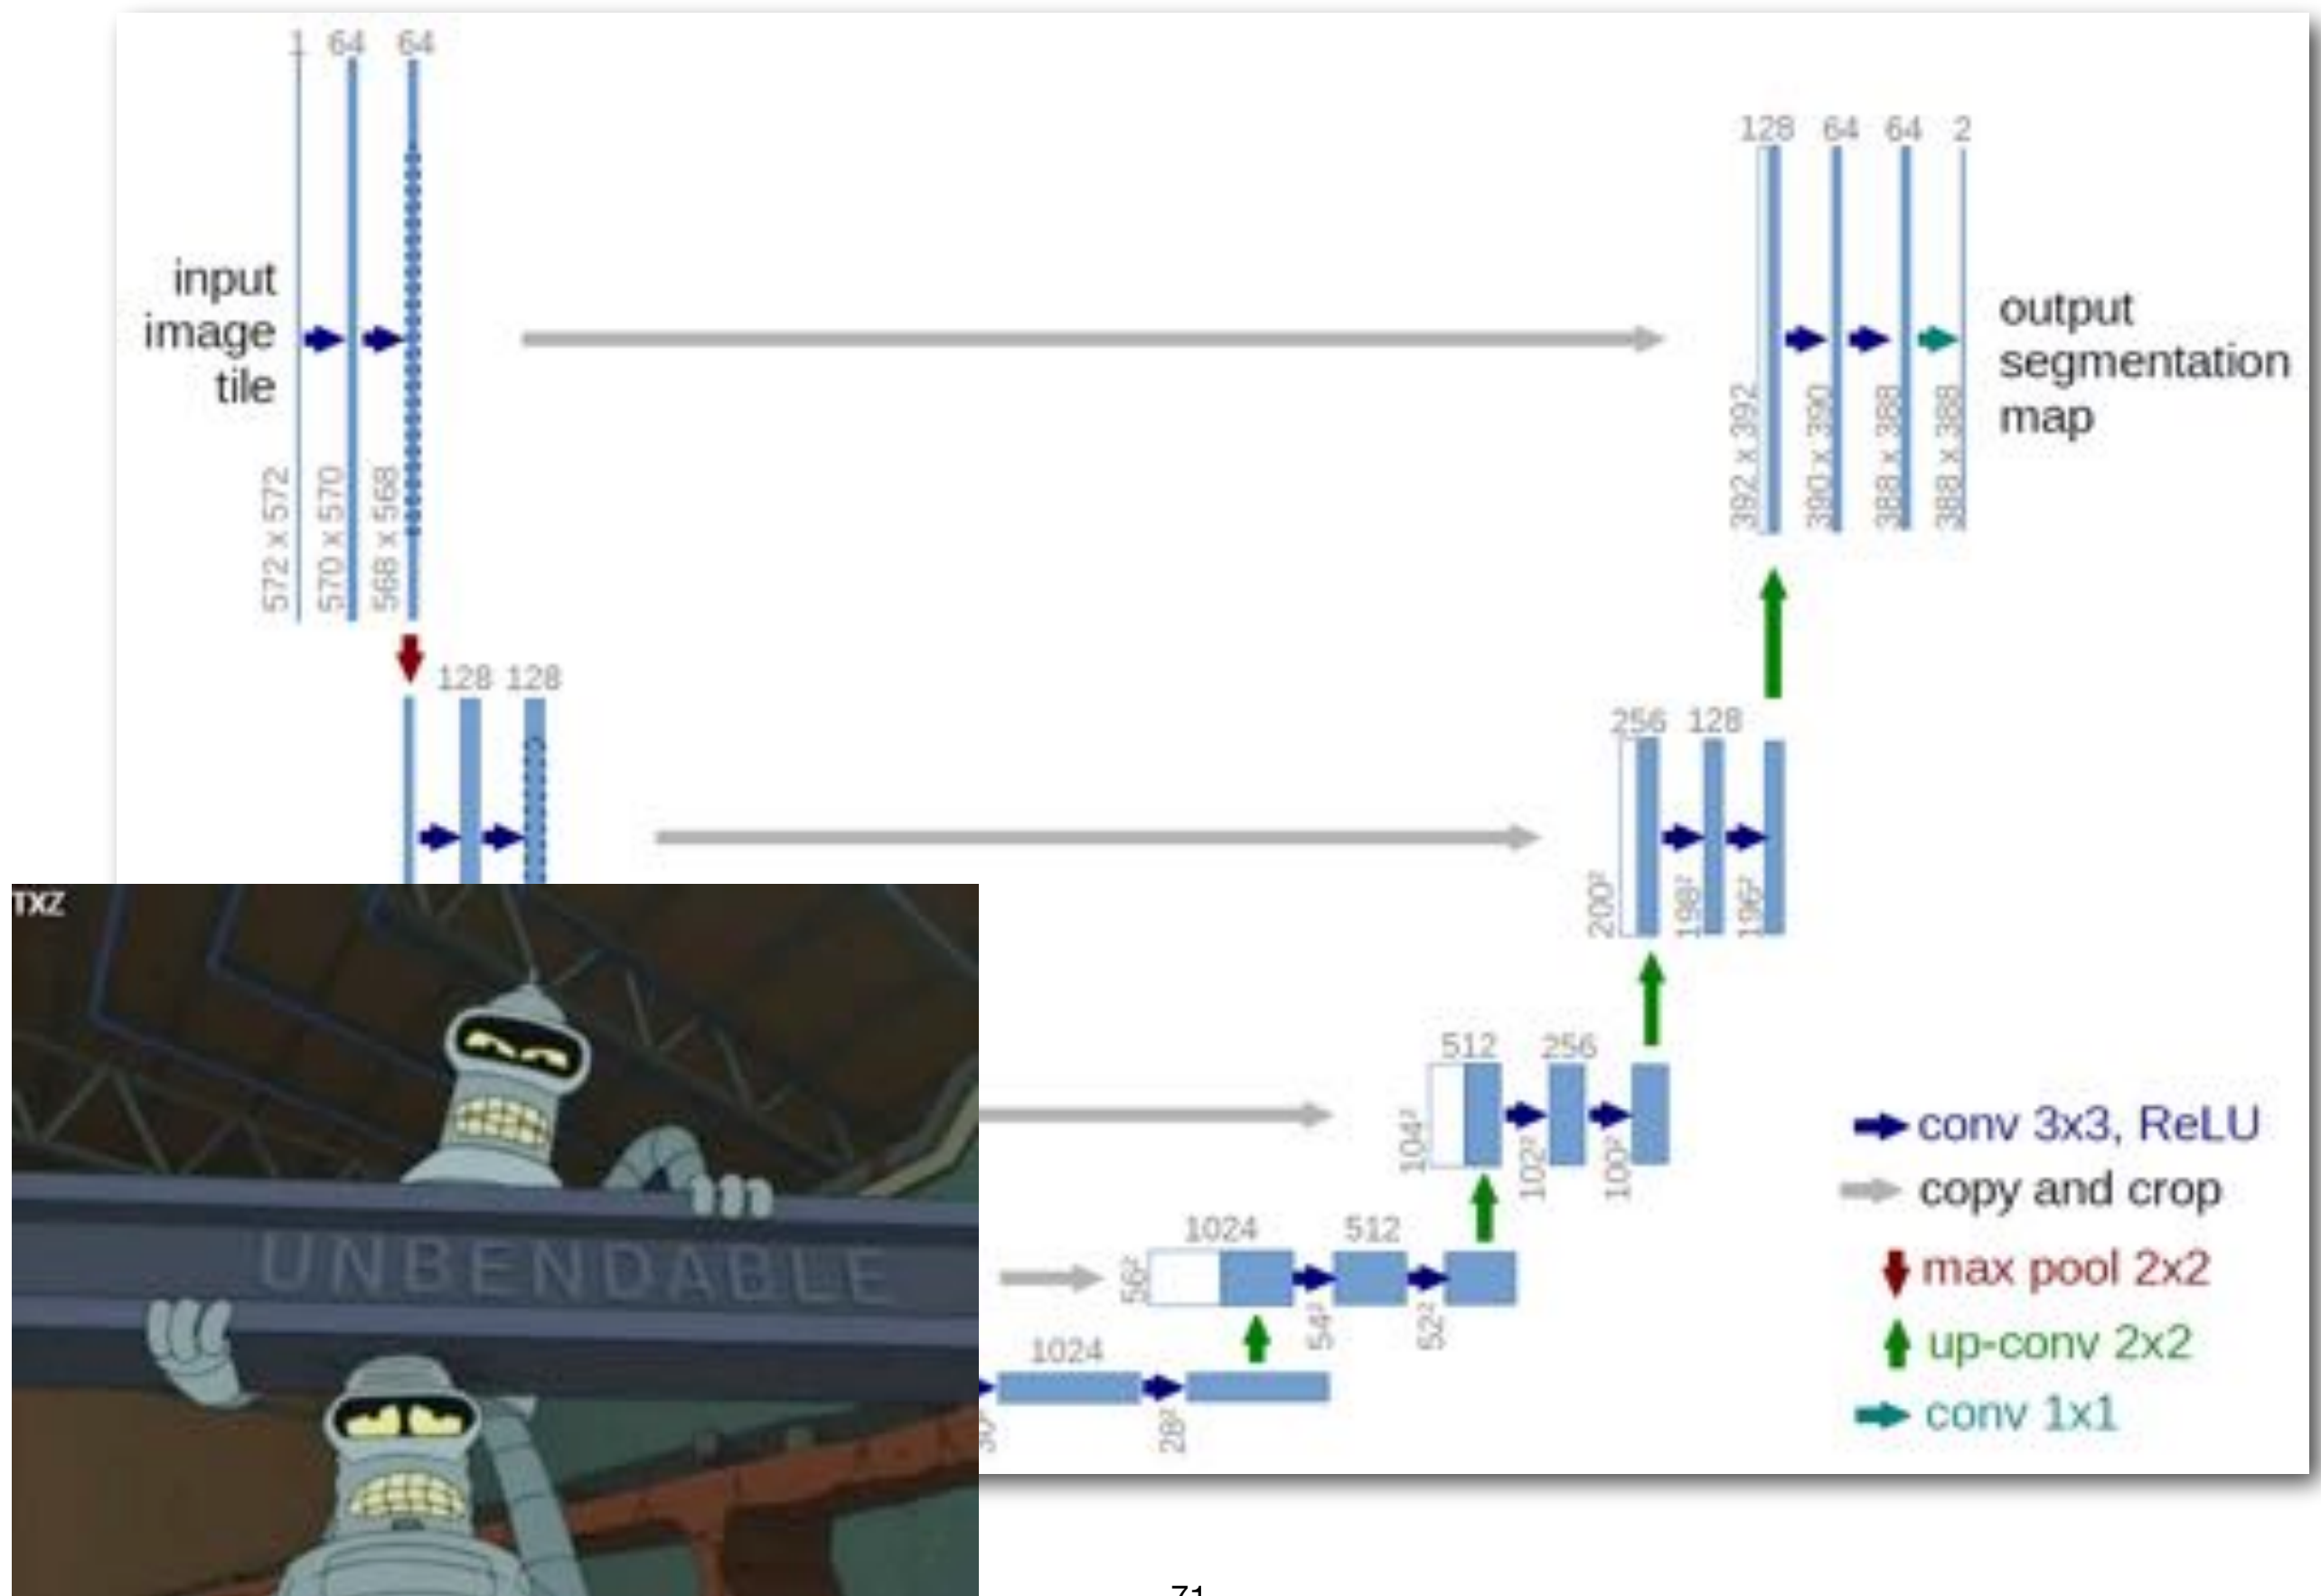 1 64 64
input
image
tile
572 x 572
570 x 570
568 x 568
128 64 64 2
output
segmentation
map
392 x 392
390 x 390
388 x 388
388 x 388
128 128
256 128
200²
198²
196²
TXZ
UNBENDABLE
512 256
104²
102²
100²
1024 512
56²
54²
52²
1024
30²
28²
conv 3x3, ReLU
copy and crop
max pool 2x2
up-conv 2x2
conv 1x1
71